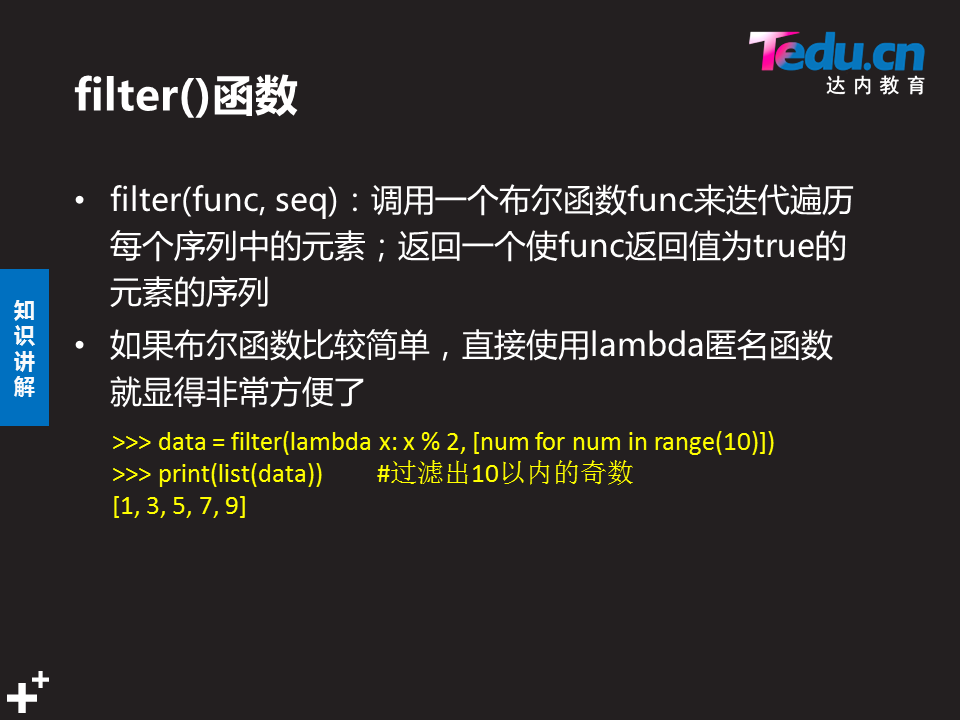 Tedu.cn
达内教育
filter()函数
• filter(func, seq)：调用一个布尔函数func来迭代遍历
每个序列中的元素；返回一个使func返回值为true的
元素的序列
• 如果布尔函数比较简单，直接使用lambda匿名函数
就显得非常方便了
知
识
讲
解
>>> data = filter(lambda x: x % 2, [num for num in range(10)])
>>> print(list(data)) #过滤出10以内的奇数
[1, 3, 5, 7, 9]